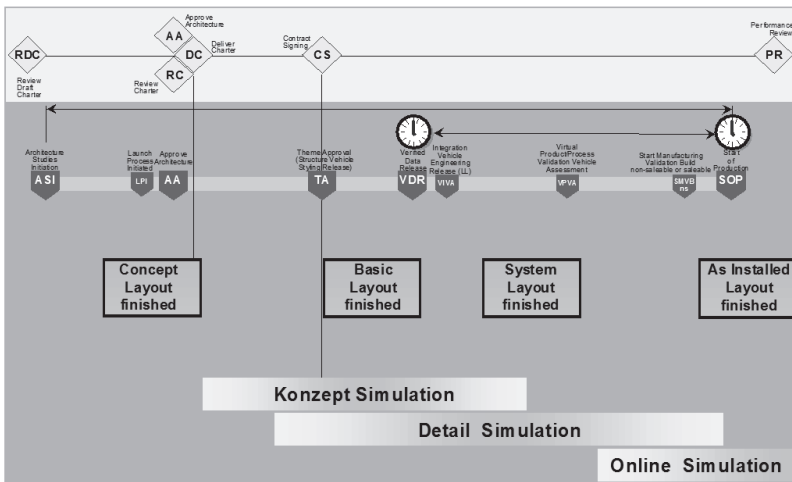 Approve
Architecture
AA
RDC
DC
Deliver
Charter
RC
Review
Draft
Charter
Review
Charter
Contract
Signing
CS
Performance
Review
PR
Architecture
Studies
Initiation
ASI
Launch
Process
Initiated
LPI
Approve
Architecture
AA
Theme Approval
(Structure Vehicle
Styling Release)
TA
Verified
Data
Release
VDR
Integration
Vehicle
Engineering
Release (LL)
VIVA
Virtual
Product/Process
Validation Vehicle
Assessment
VPVA
Start Manufacturing
Validation Build
non-saleable or saleable
SMVB
ns
Start
of
Production
SOP
Concept
Layout
finished
Basic
Layout
finished
System
Layout
finished
As Installed
Layout
finished
Konzept Simulation
Detail Simulation
Online Simulation